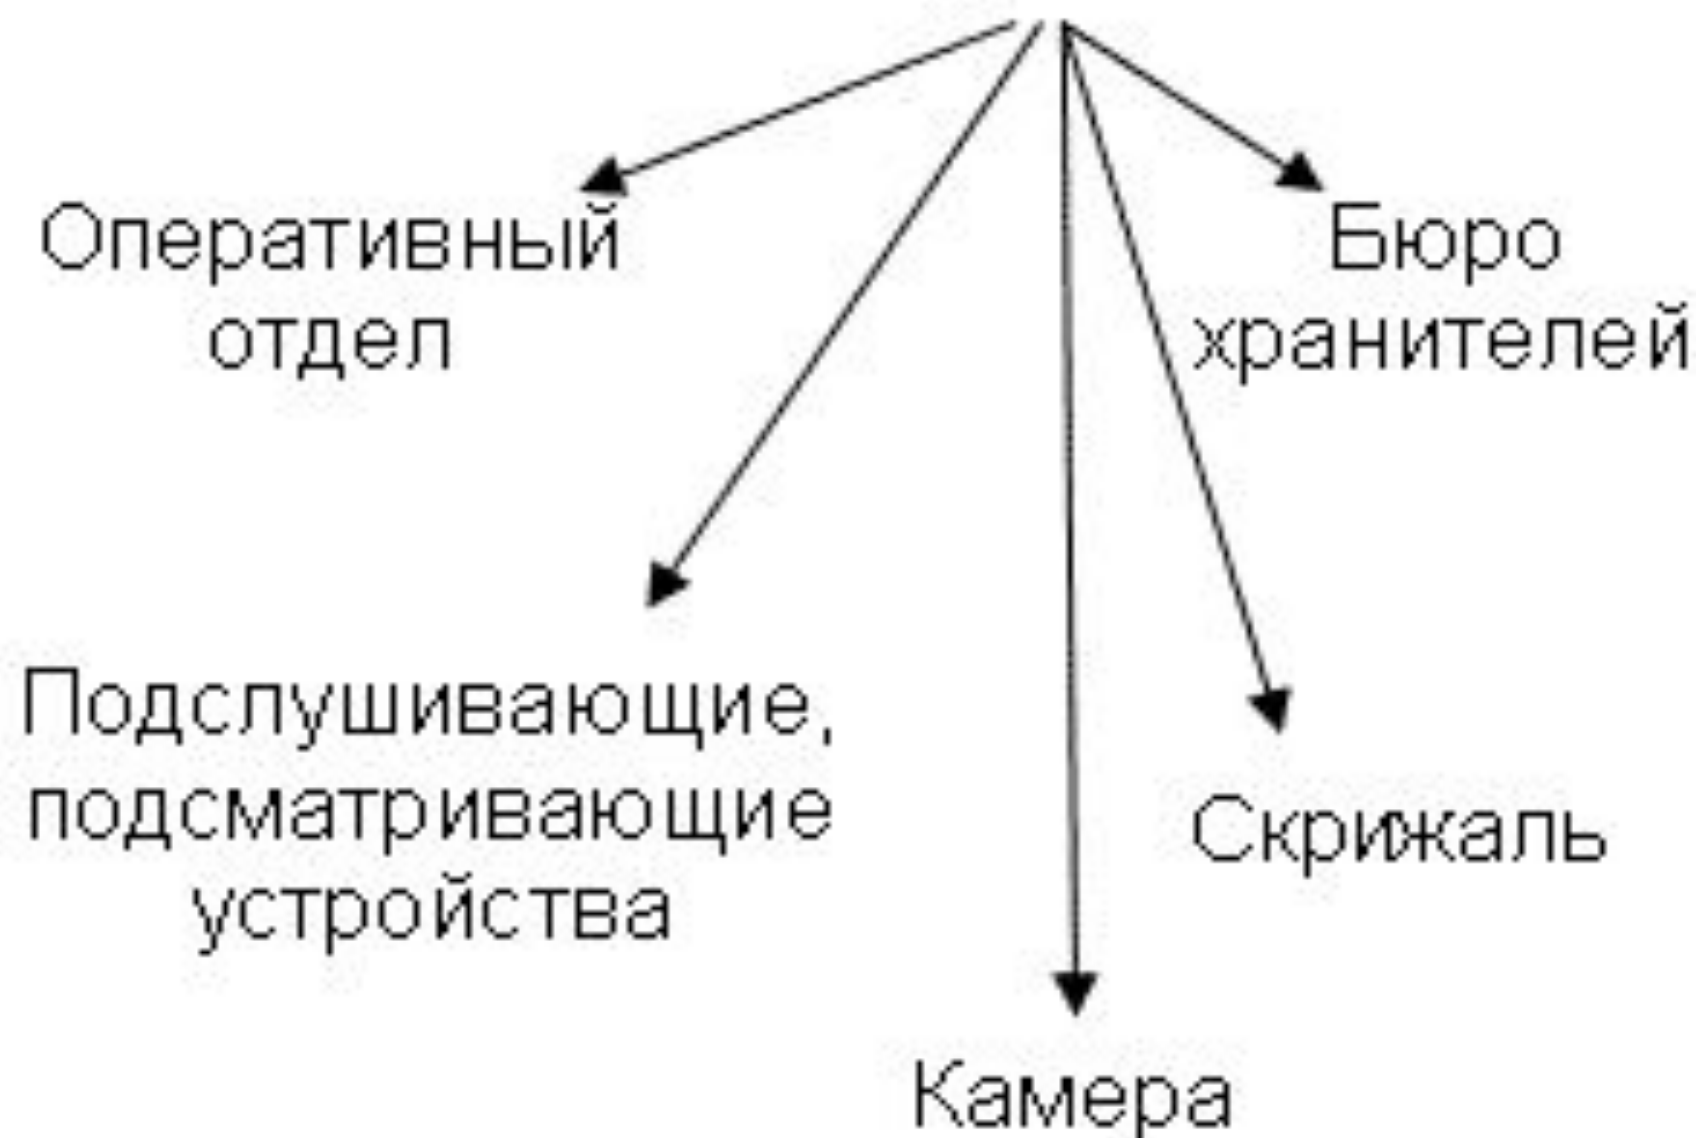 Оперативный
отдел
Бюро
хранителей
Подслушивающие,
подсматривающие
устройства
Скрижаль
Камера